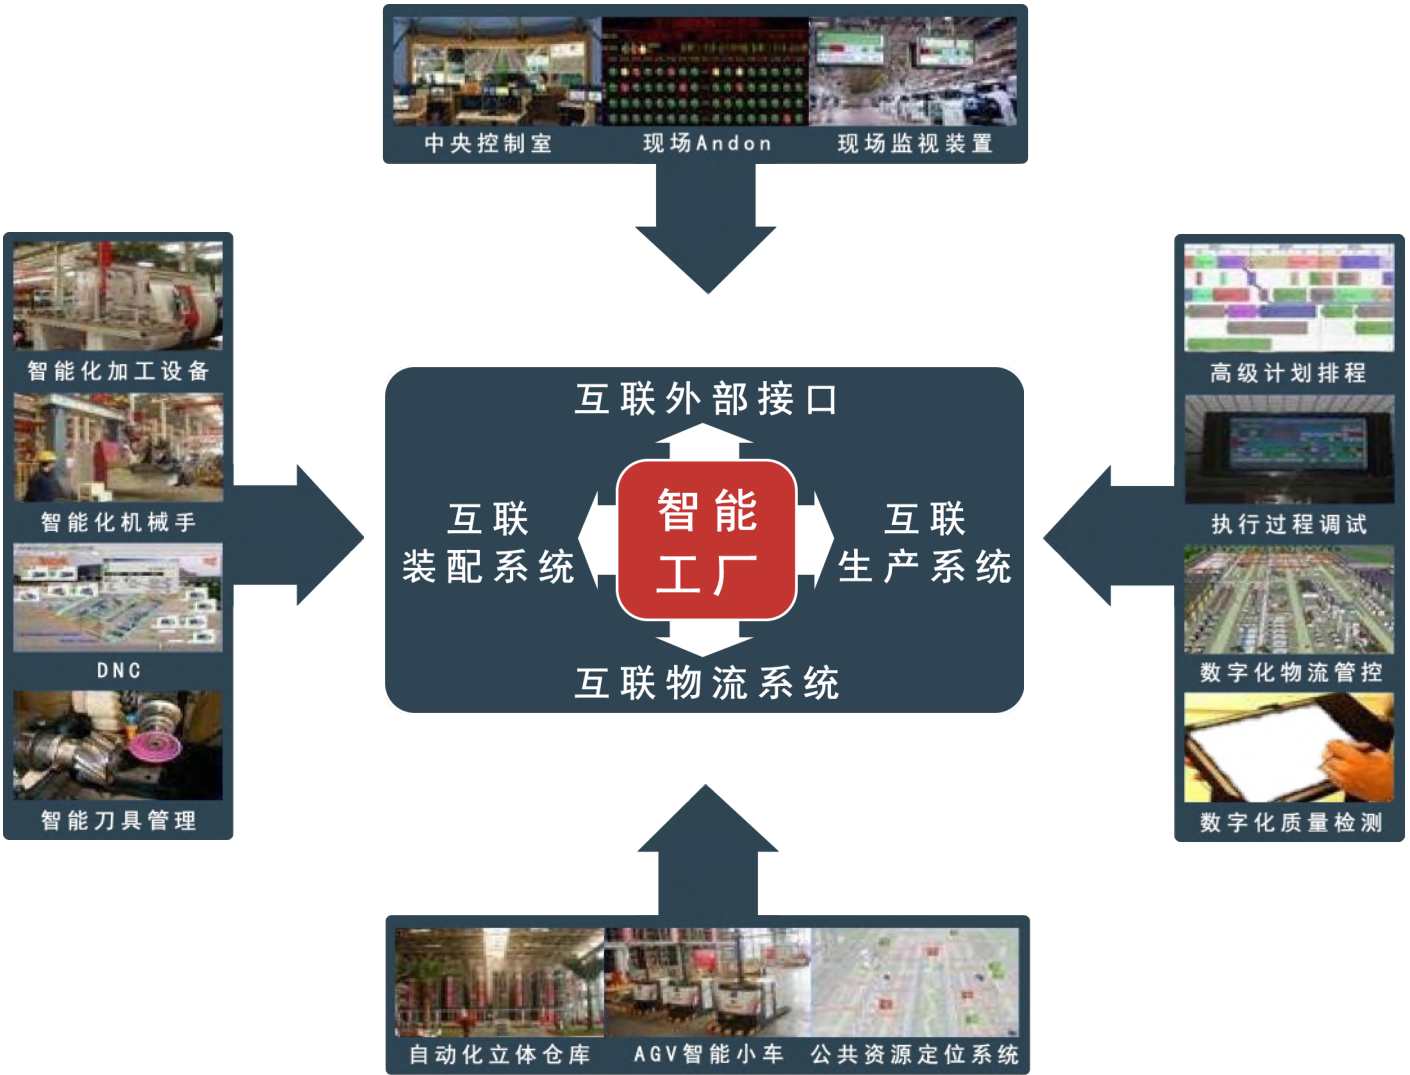 中央控制室
现场Andon
现场监视装置
智能化加工设备
智能化机械手
DNC
智能刀具管理
互联外部接口
互联
装配系统
智能
工厂
互联
生产系统
互联物流系统
高级计划排程
执行过程调试
数字化物流管控
数字化质量检测
自动化立体仓库
AGV智能小车
公共资源定位系统